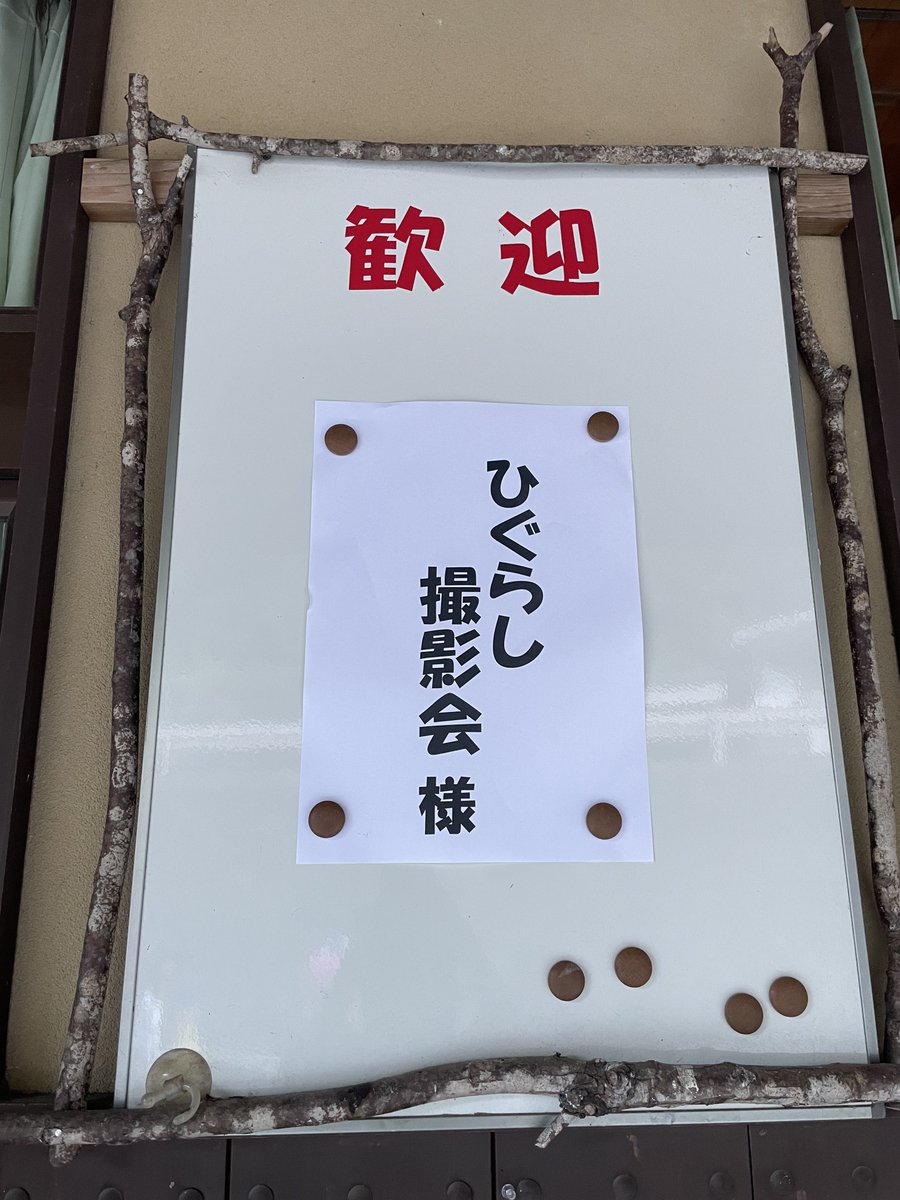 歓迎
ひぐらし
撮影会 様